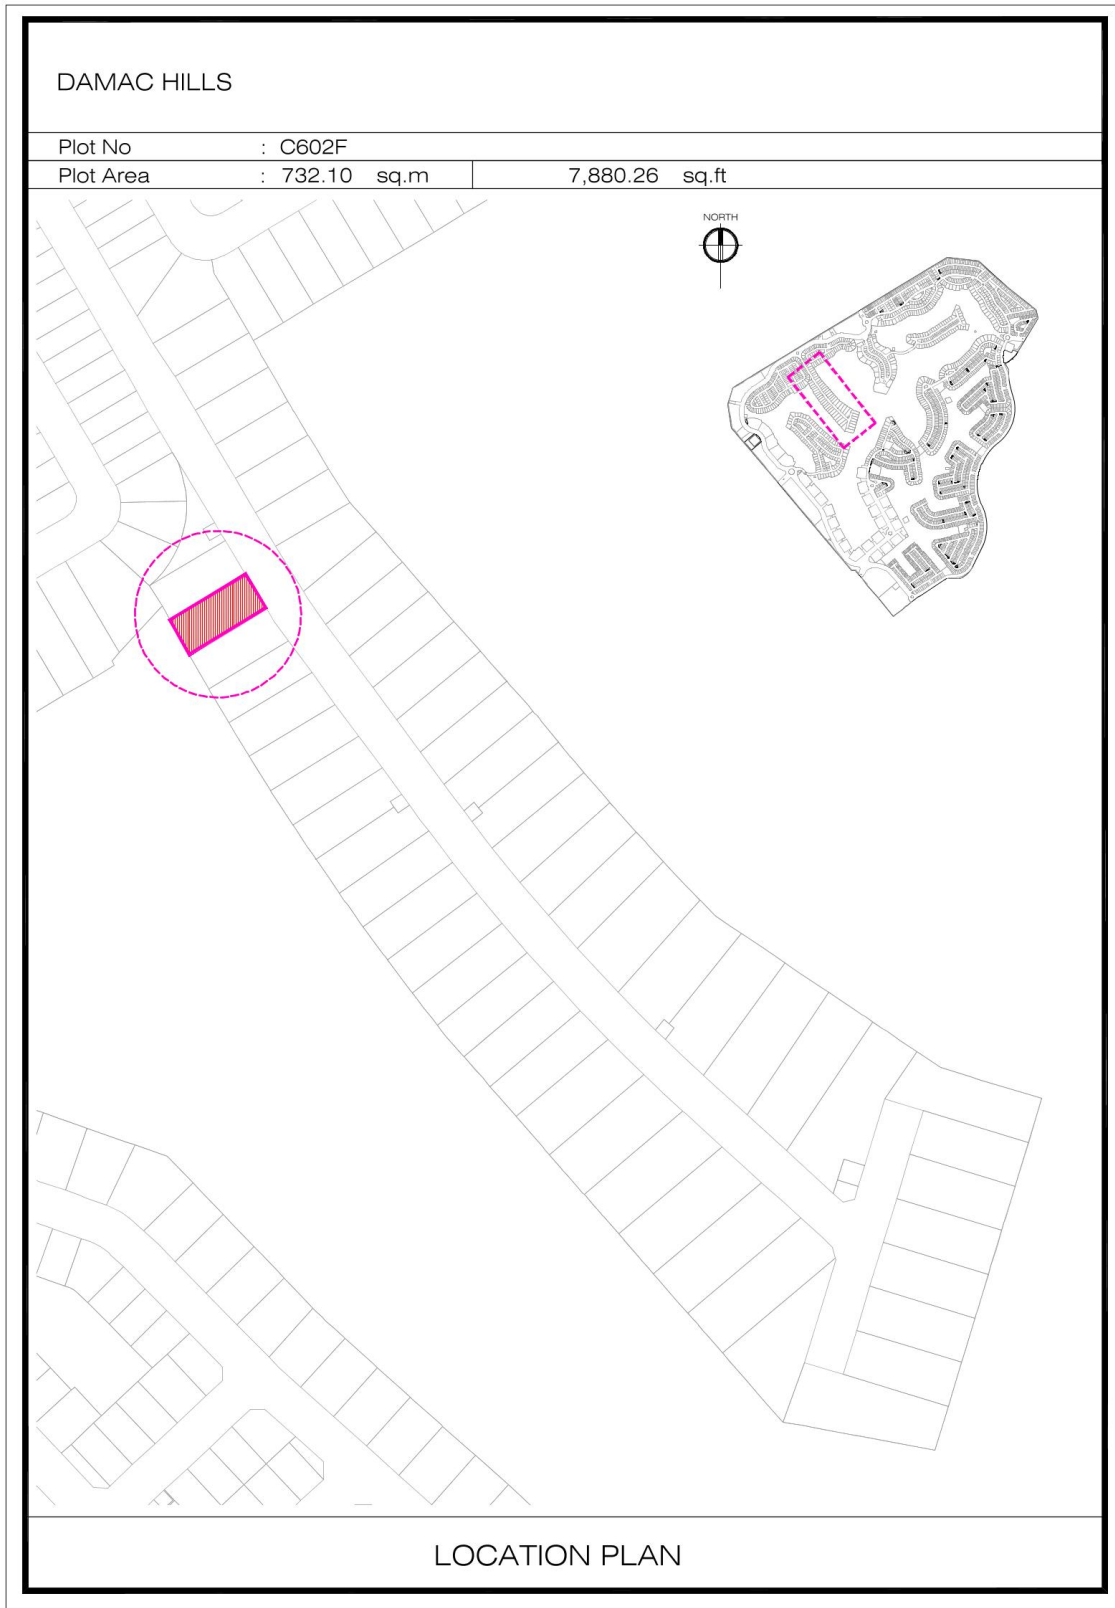 DAMAC HILLS
Plot No : C602F
Plot Area : 732.10 sq.m 7,880.26 sq.ft
NORTH
LOCATION PLAN